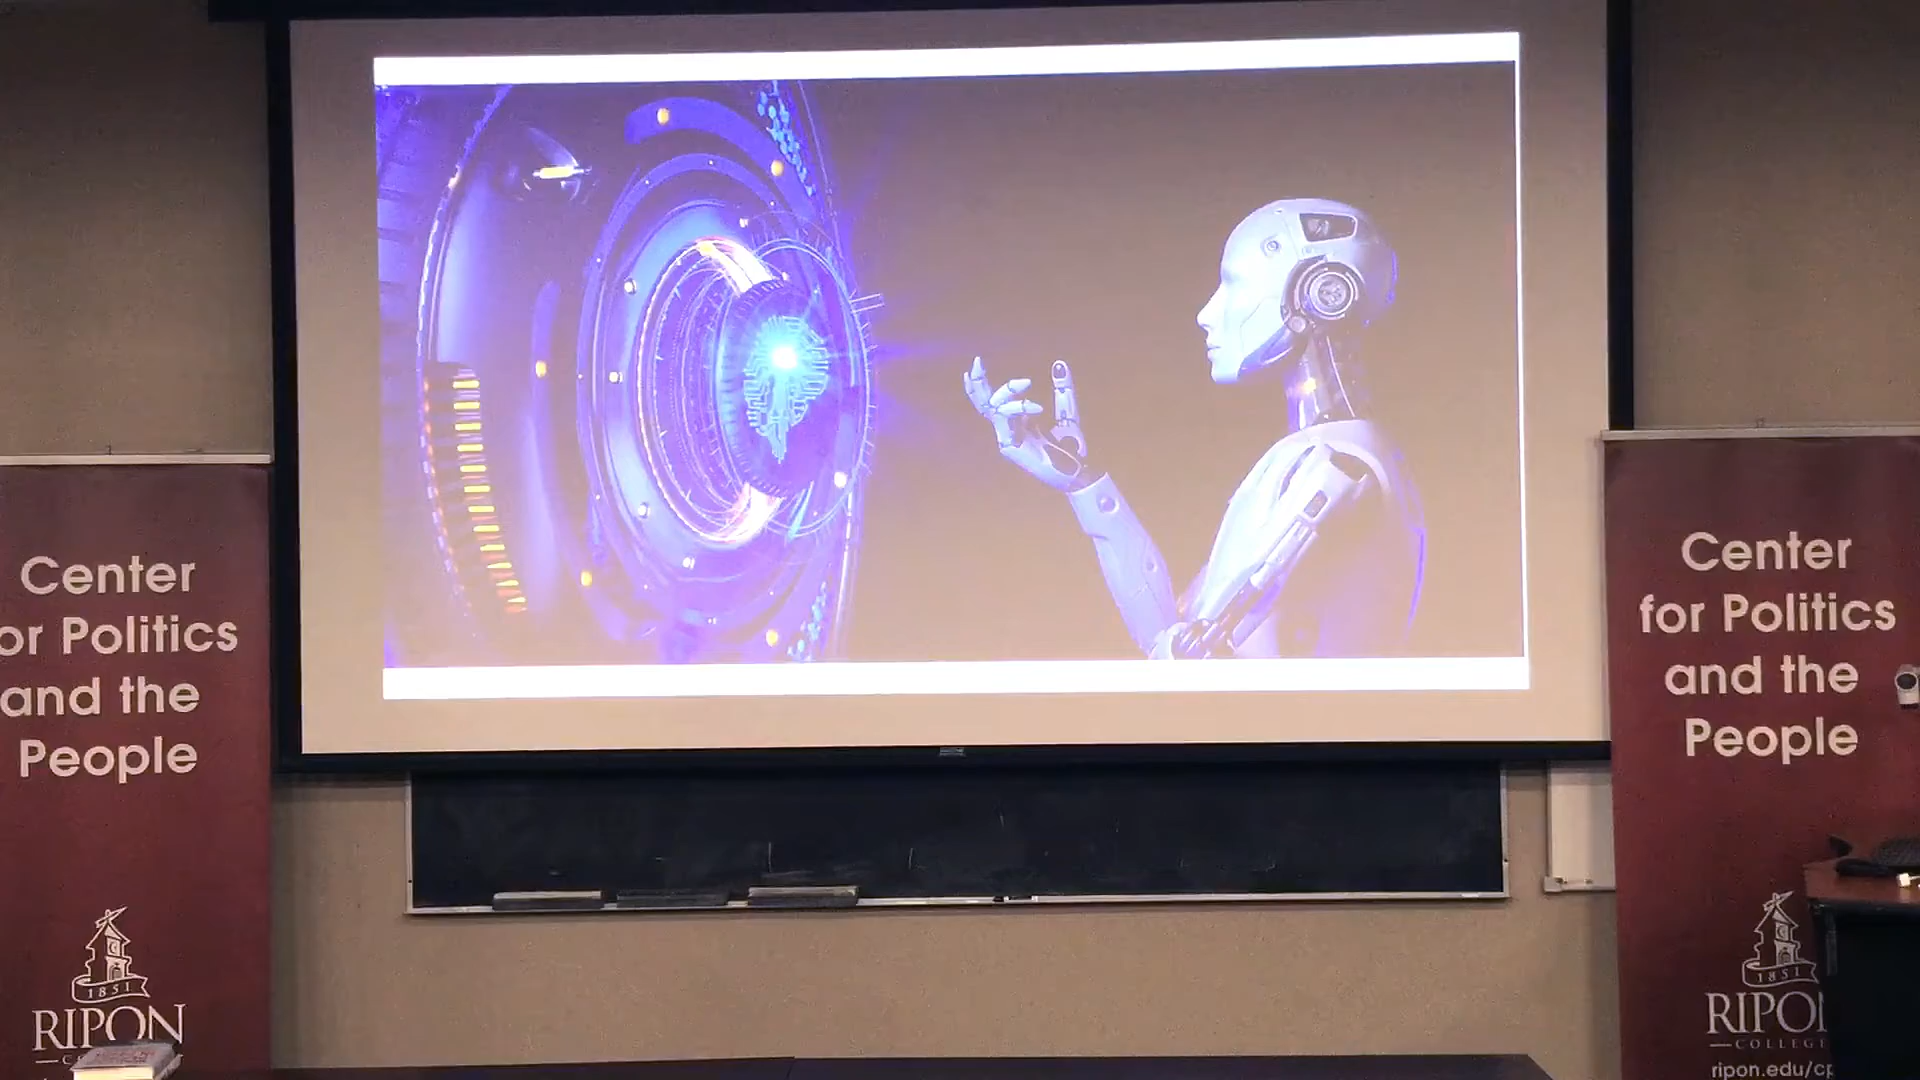 Center
or Politics
and the
People
1851
RIPON
Center
for Politics
and the
People
1851
RIPON
COLLEGE
ripon.edu/cp